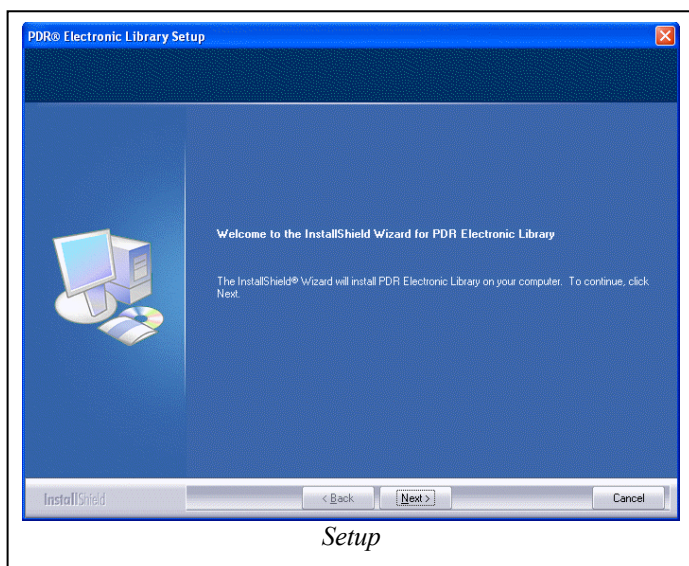 PDR® Electronic Library Setup
Welcome to the InstallShield Wizard for PDR Electronic Library
The InstallShield® Wizard will install PDR Electronic Library on your computer. To continue, click
Next.
InstallShield
< Back
Next >
Cancel
Setup